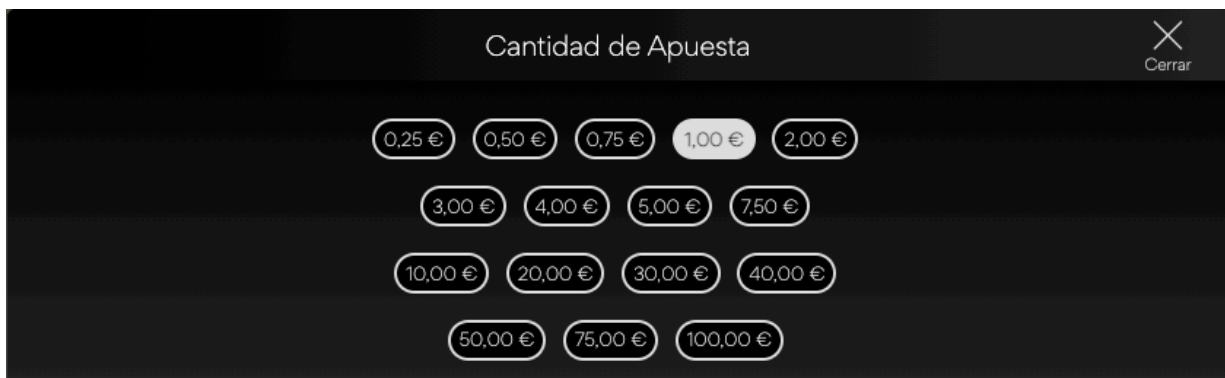 Cantidad de Apuesta
Cerrar
0,25 € 0,50 € 0,75 € 1,00 € 2,00 €
3,00 € 4,00 € 5,00 € 7,50 €
10,00 € 20,00 € 30,00 € 40,00 €
50,00 € 75,00 € 100,00 €